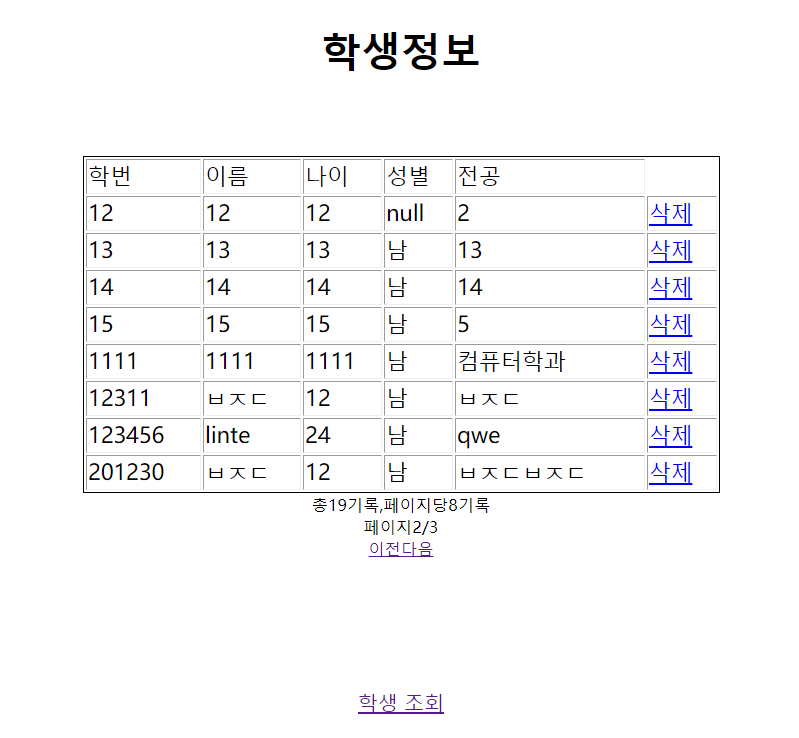 학생정보
학번 이름 나이 성별 전공
12 12 12 null 2 삭제
13 13 13 남 13 삭제
14 14 14 남 14 삭제
15 15 15 남 5 삭제
1111 1111 1111 남 컴퓨터학과 삭제
12311 ㅂㅈㄷ 12 남 ㅂㅈㄷ 삭제
123456 linte 24 남 qwe 삭제
201230 ㅂㅈㄷ 12 남 ㅂㅈㄷㅂㅈㄷ 삭제
총19기록,페이지당8기록
페이지2/3
이전다음
학생 조회